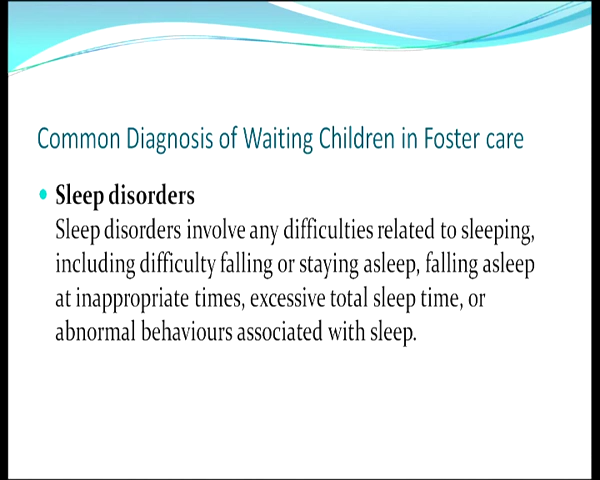 Common Diagnosis of Waiting Children in Foster care
Sleep disorders
Sleep disorders involve any difficulties related to sleeping,
including difficulty falling or staying asleep, falling asleep
at inappropriate times, excessive total sleep time, or
abnormal behaviours associated with sleep.